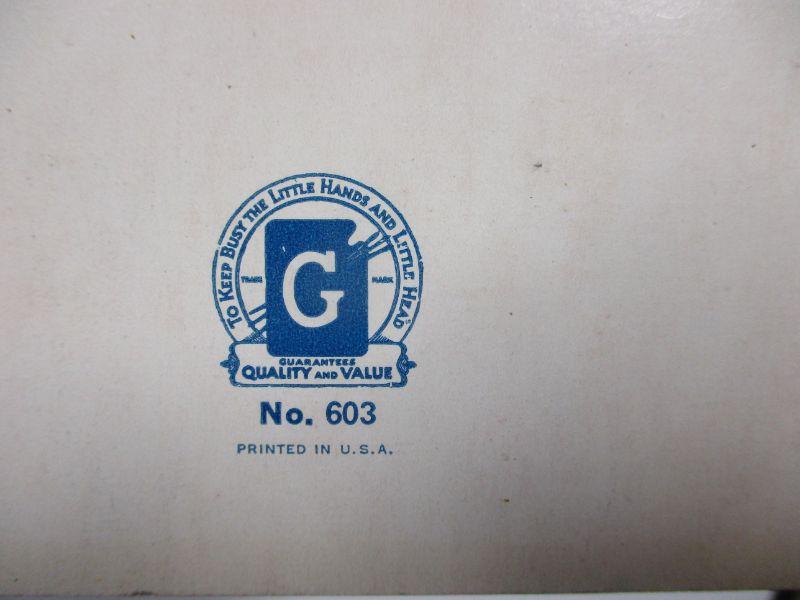 TO KEEP BUSY THE LITTLE HANDS AND LITTLE HEAD
TRADE MARK
G
GUARANTEES
QUALITY AND VALUE
No. 603
PRINTED IN U.S.A.